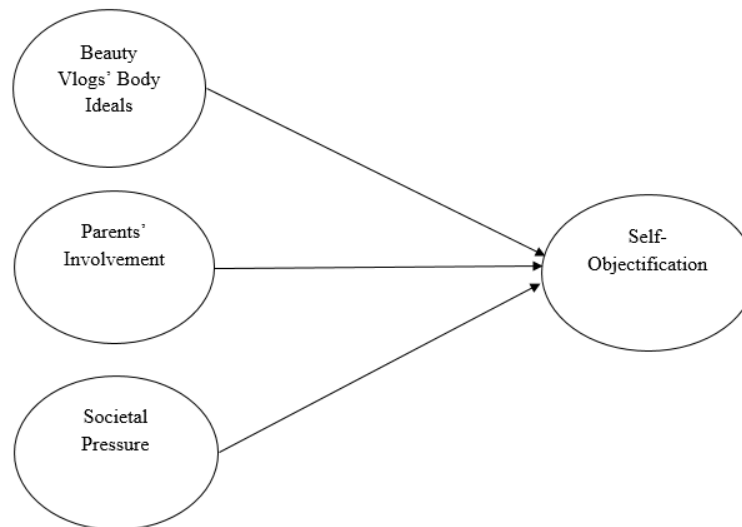 Beauty
Vlogs’ Body
Ideals
Parents’
Involvement
Self-
Objectification
Societal
Pressure